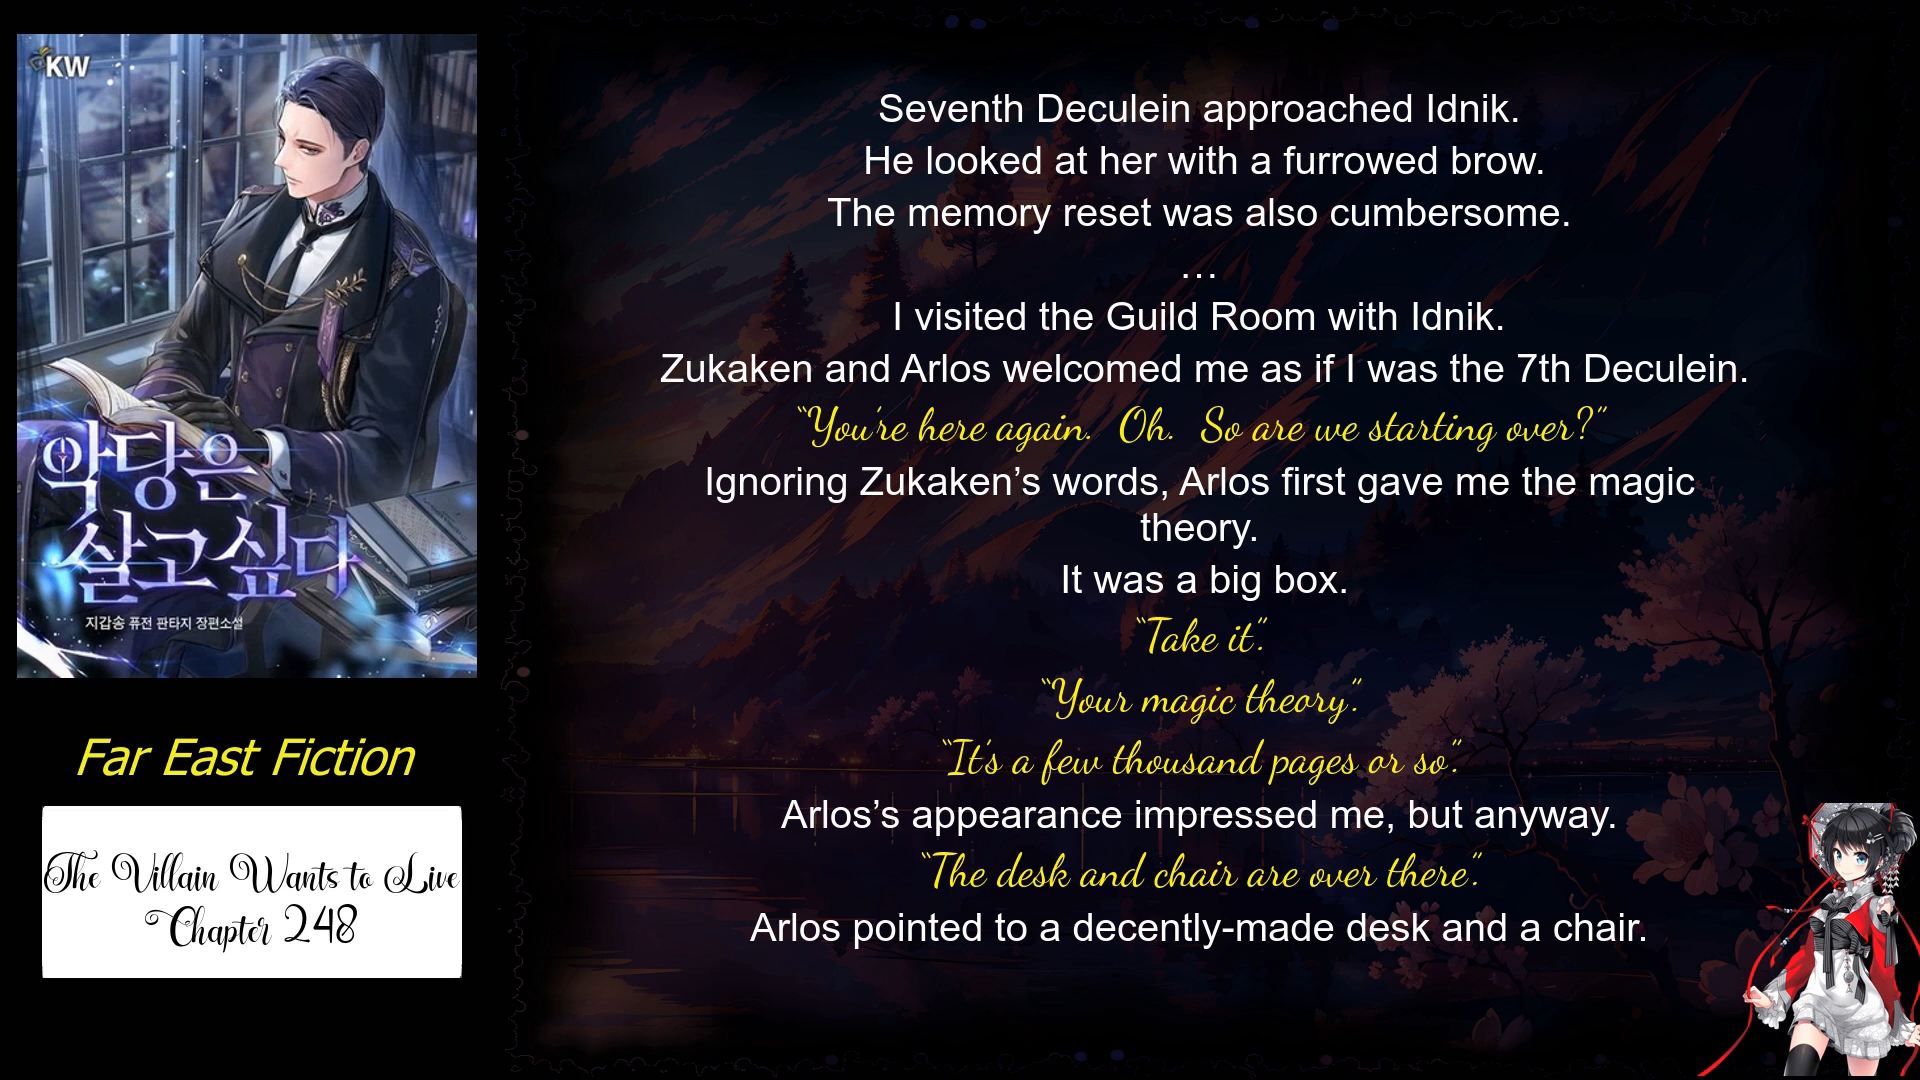 KW
악당은
살고싶다
지갑송 퓨전 판타지 장편소설
Far East Fiction
The Villain Wants to Live
Chapter 248
Seventh Deculein approached Idnik.
He looked at her with a furrowed brow.
The memory reset was also cumbersome.
…
I visited the Guild Room with Idnik.
Zukaken and Arlos welcomed me as if I was the 7th Deculein.
“You’re here again.  Oh.  So are we starting over?”
Ignoring Zukaken’s words, Arlos first gave me the magic
theory.
It was a big box.
“Take it”.
“Your magic theory”.
“It’s a few thousand pages or so”.
Arlos’s appearance impressed me, but anyway.
“The desk and chair are over there”.
Arlos pointed to a decently-made desk and a chair.